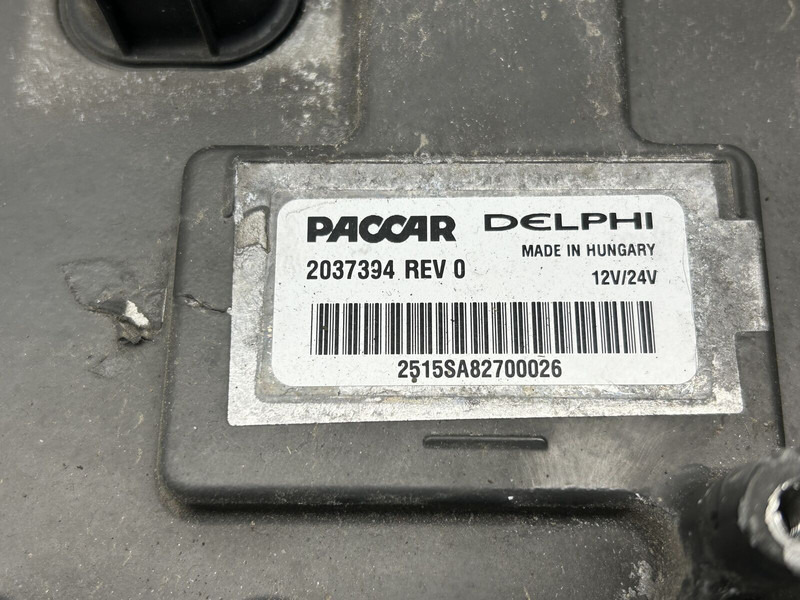 PACCAR DELPHI
MADE IN HUNGARY
2037394 REV 0
12V/24V
2515SA82700026